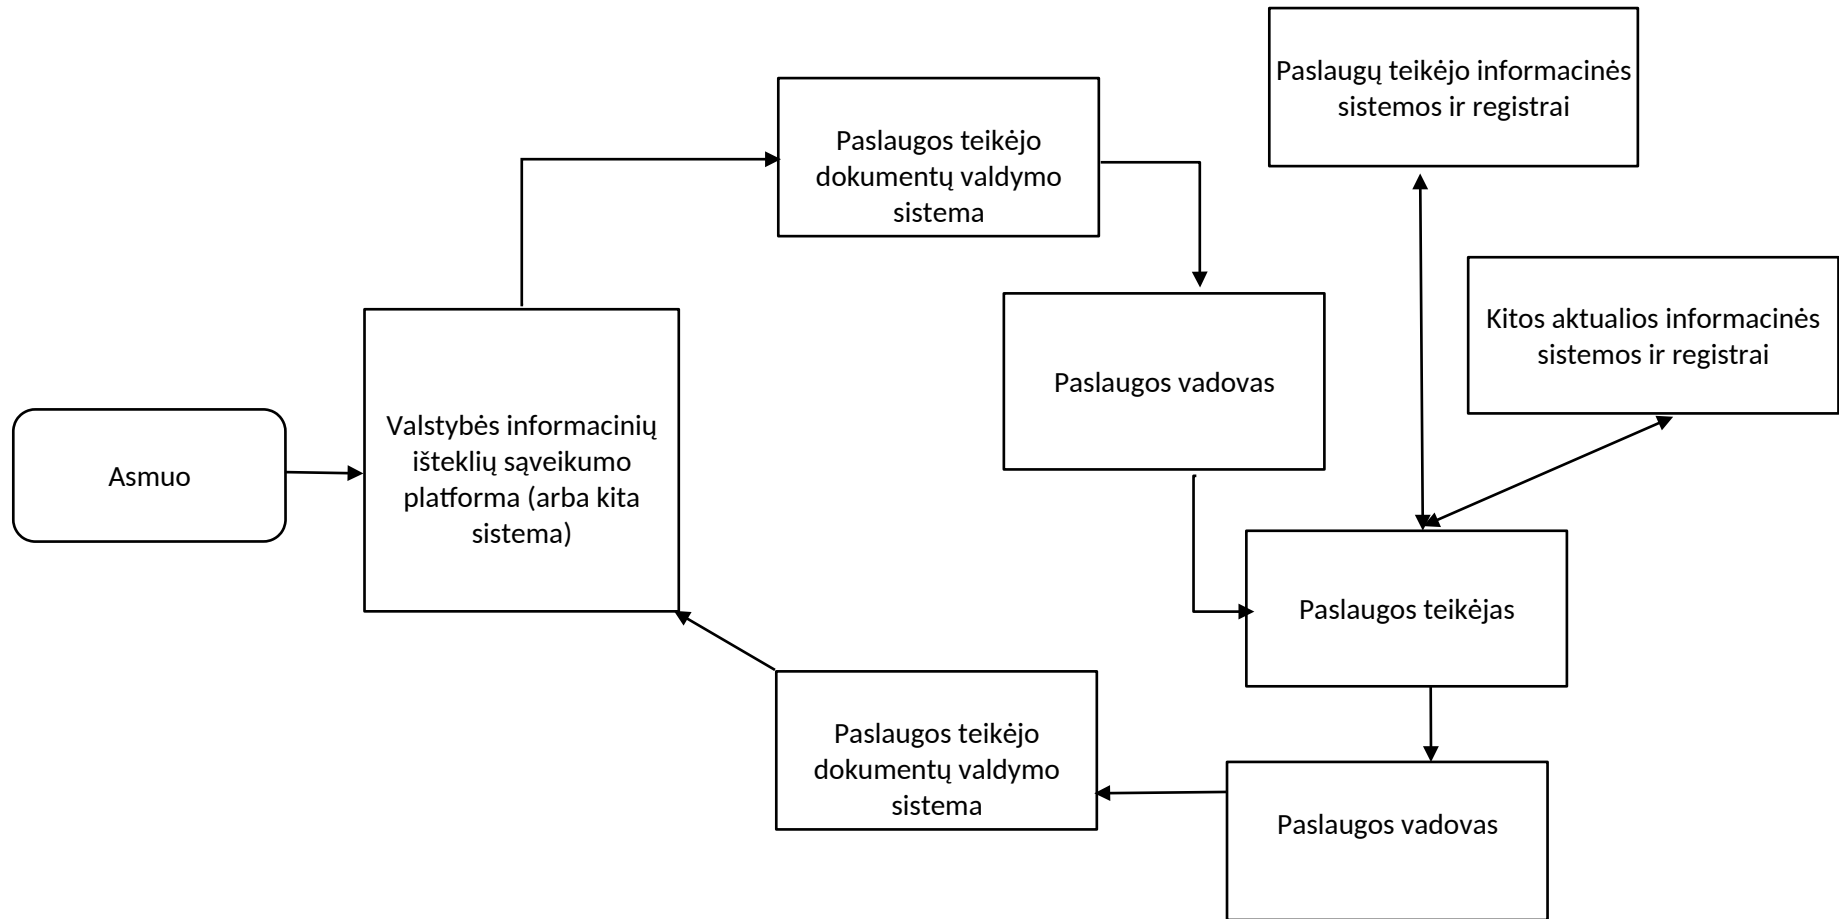 Paslaugų teikėjo informacinės
sistemos ir registrai
Paslaugos teikėjo
dokumentų valdymo
sistema
Kitos aktualios informacinės
sistemos ir registrai
Paslaugos vadovas
Valstybės informacinių
išteklių sąveikumo
platforma (arba kita
sistema)
Asmuo
Paslaugos teikėjas
Paslaugos teikėjo
dokumentų valdymo
sistema
Paslaugos vadovas